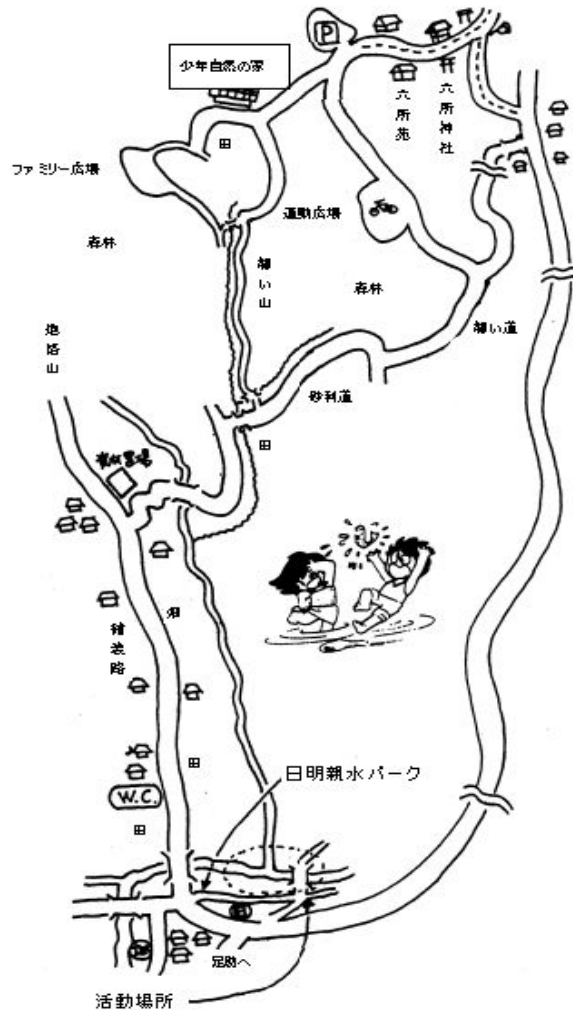 P
少年自然の家
六所苑
六所神社
ファミリー広場
田
運動広場
森林
細い山
森林
細い道
焙烙山
砂利道
田
畑
舗装路
日明親水パーク
田
W.C.
田
足助へ
活動場所